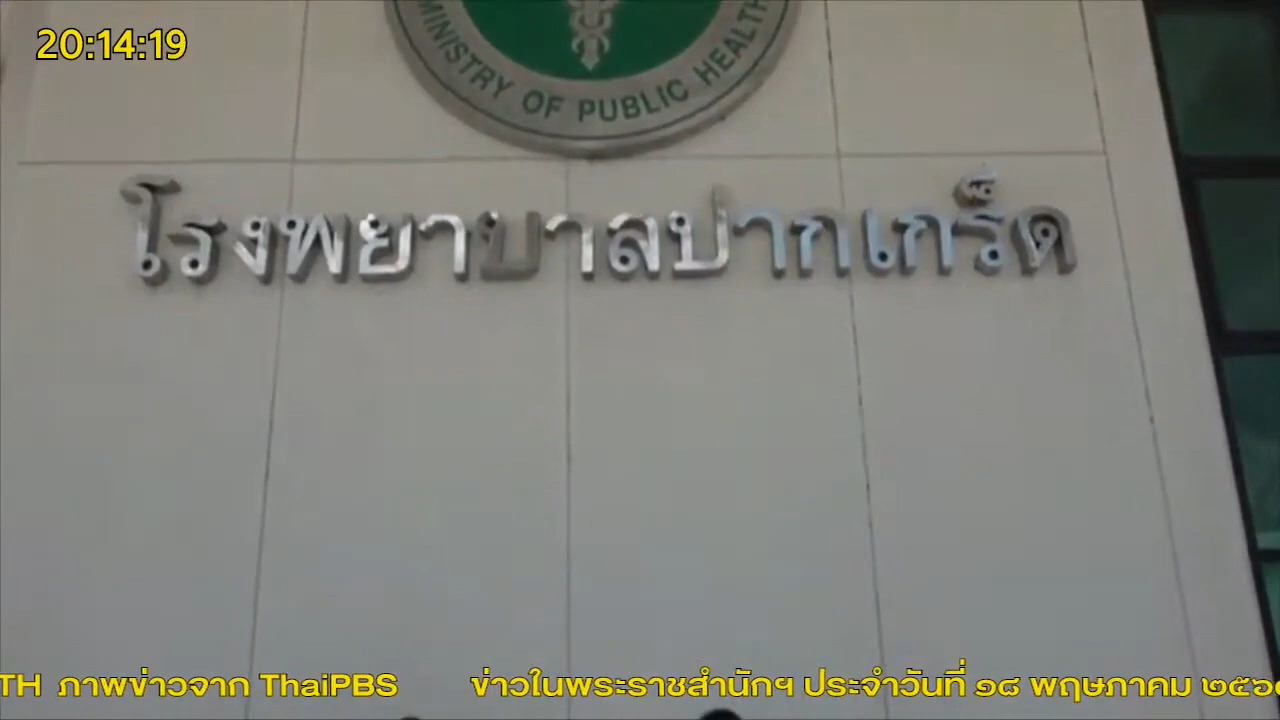 20:14:19
MINISTRY OF PUBLIC HEALTH
โรงพยาบาลปากเกร็ด
TH ภาพข่าวจาก ThaiPBS ข่าวในพระราชสำนักฯ ประจำวันที่ ๑๘ พฤษภาคม